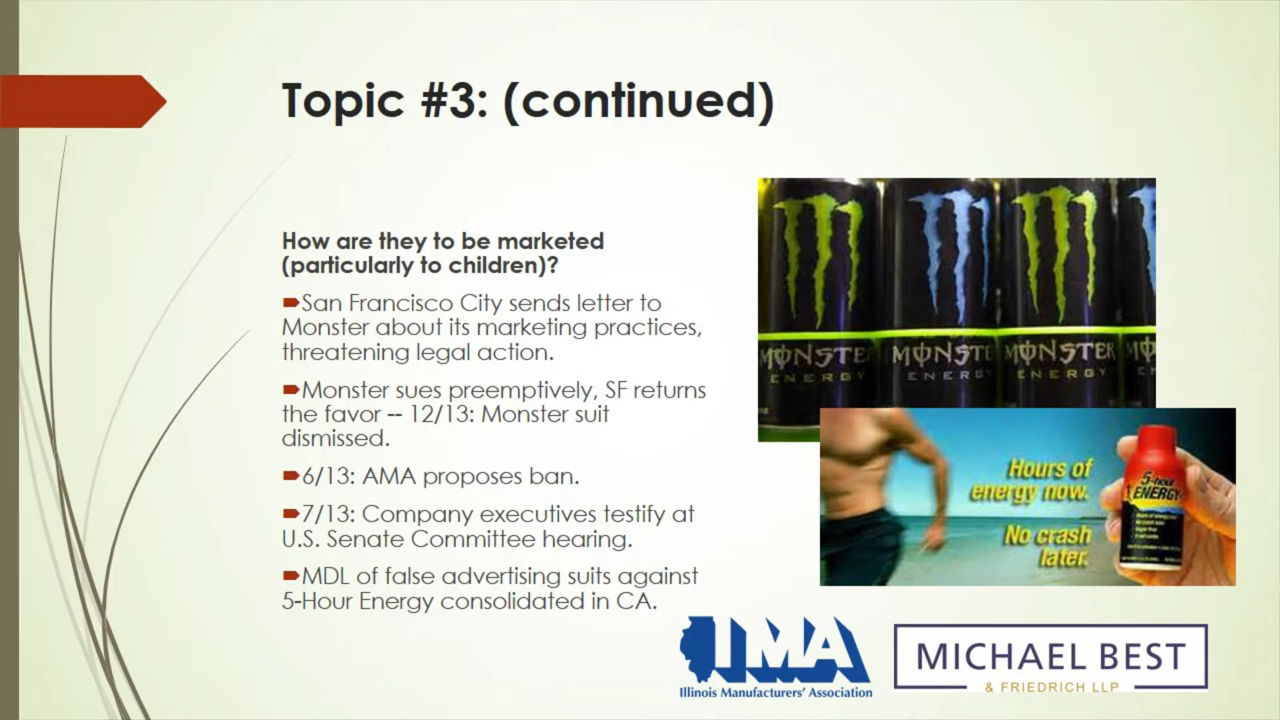 Topic #3: (continued)
How are they to be marketed
(particularly to children)?
San Francisco City sends letter to
Monster about its marketing practices,
threatening legal action.
Monster sues preemptively, SF returns
the favor -- 12/13: Monster suit
dismissed.
6/13: AMA proposes ban.
7/13: Company executives testify at
U.S. Senate Committee hearing.
MDL of false advertising suits against
5-Hour Energy consolidated in CA.
MONSTE
ENERGY
MONSTE
ENERG
MONSTER
ENERGY
MO
E
Hours of
energy now.
No crash
later.
5-hour
ENERGY
IMA
Illinois Manufacturers' Association
MICHAEL BEST
& FRIEDRICH LLP